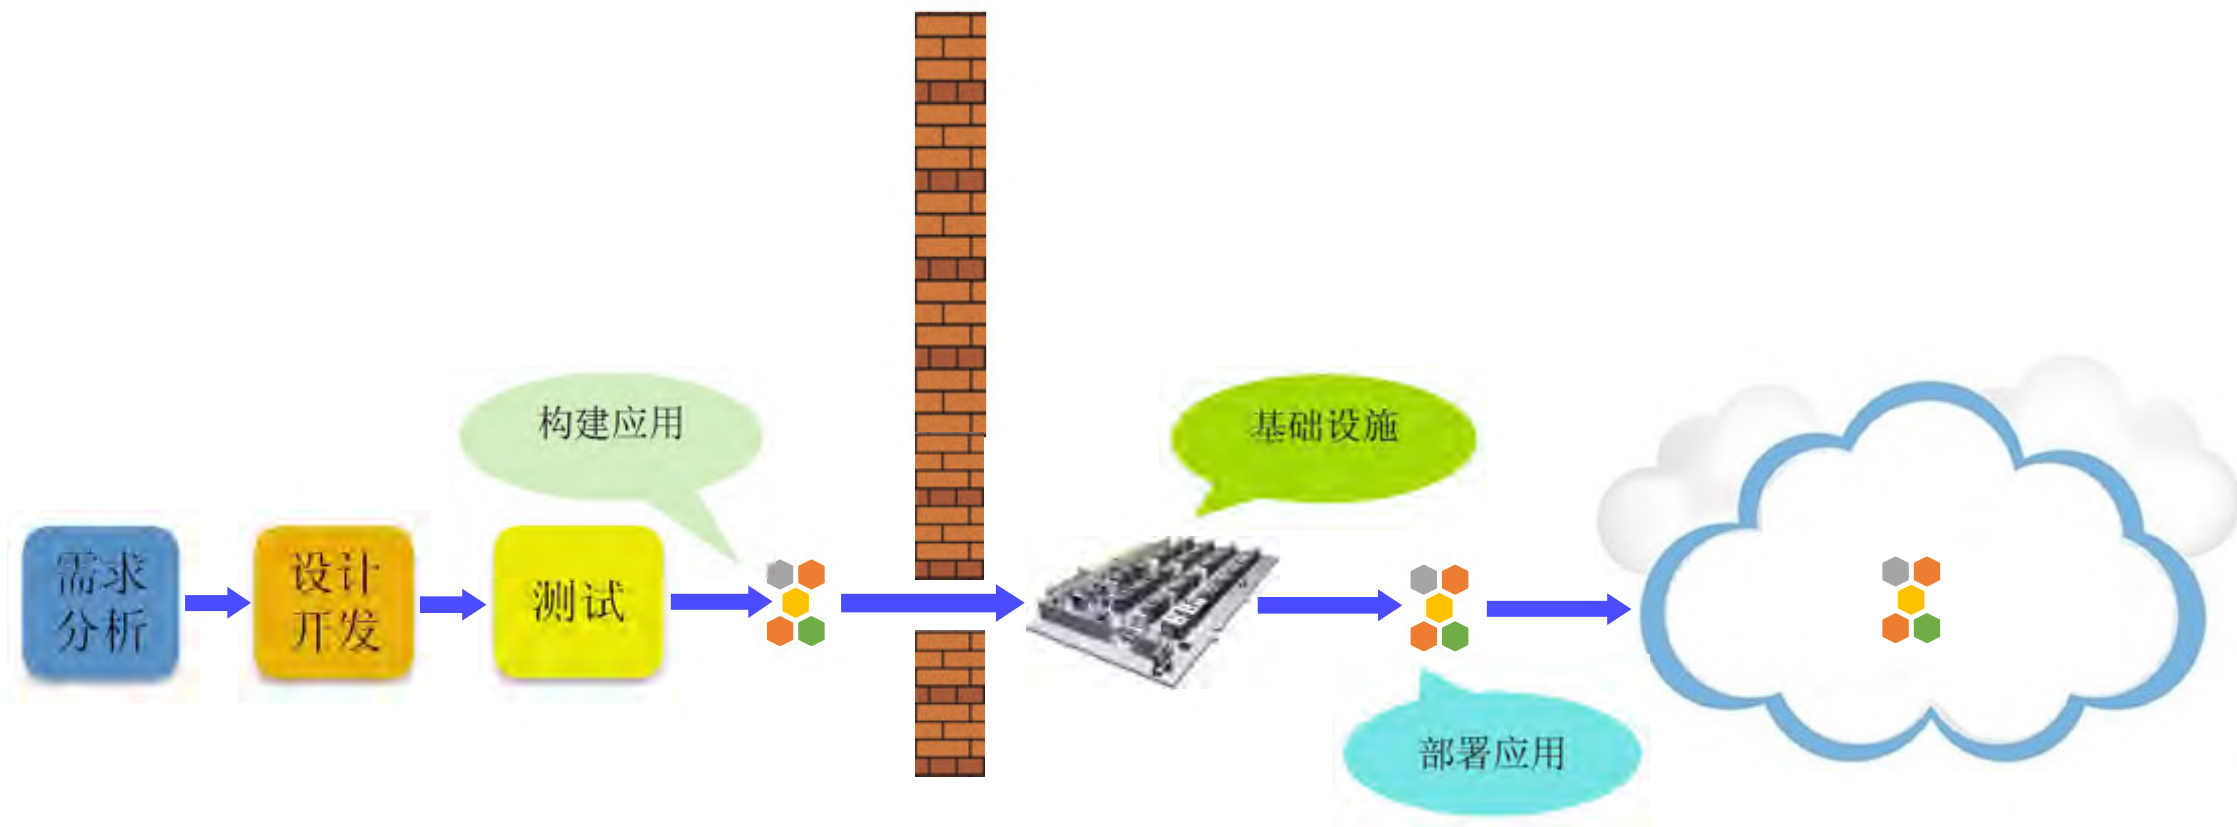 构建应用
基础设施
需求
分析
设计
开发
测试
部署应用